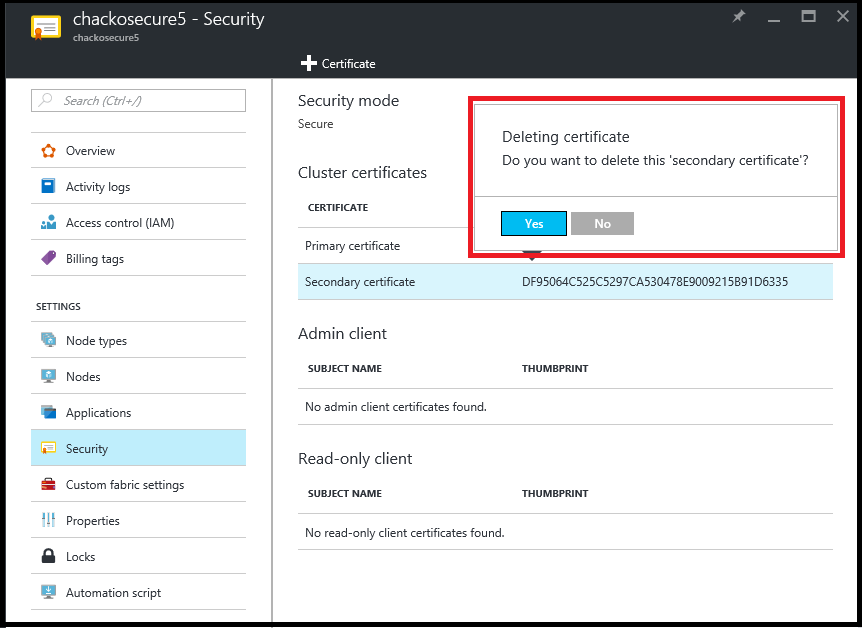 chackosecure5 - Security
chackosecure5
Certificate
Search (Ctrl+/)
Overview
Activity logs
Access control (IAM)
Billing tags
SETTINGS
Node types
Nodes
Applications
Security
Custom fabric settings
Properties
Locks
Automation script
Security mode
Secure
Cluster certificates
CERTIFICATE
Primary certificate
Secondary certificate DF95064C525C5297CA530478E9009215B91D6335
Deleting certificate
Do you want to delete this 'secondary certificate'?
Yes No
Admin client
SUBJECT NAME THUMBPRINT
No admin client certificates found.
Read-only client
SUBJECT NAME THUMBPRINT
No read-only client certificates found.